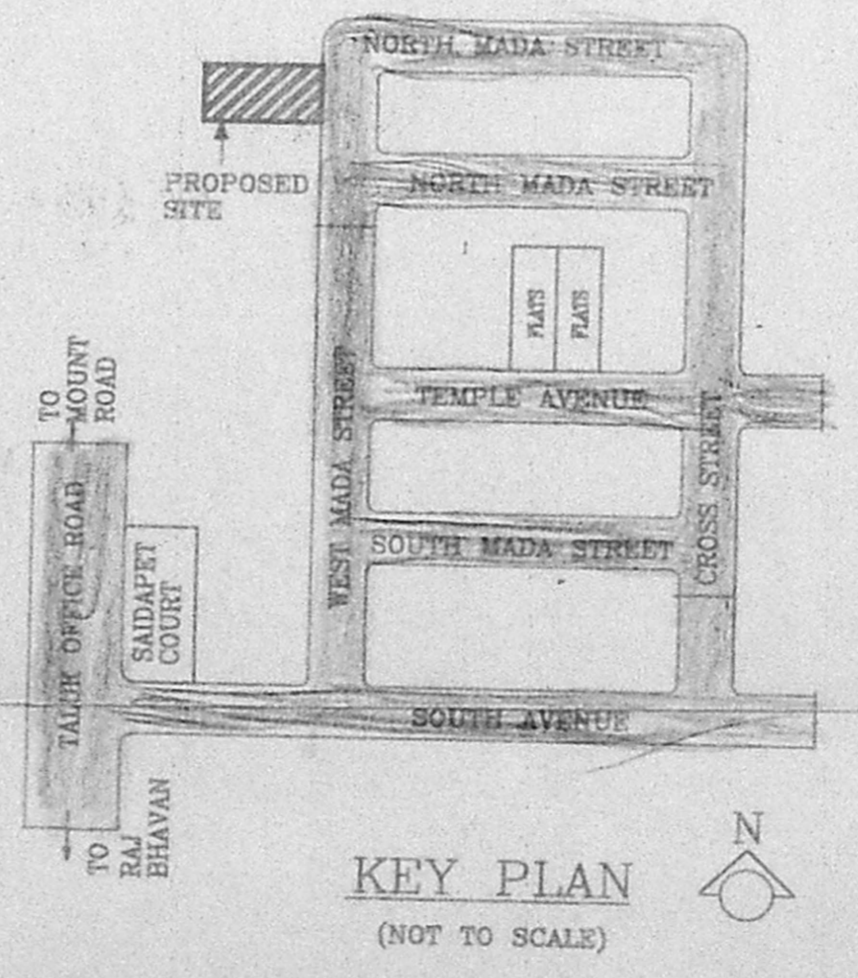 NORTH MADA STREET
PROPOSED
SITE
NORTH MADA STREET
FLATS
FLATS
TO
MOUNT
ROAD
WEST MADA STREET
TEMPLE AVENUE
CROSS STREET
TALUK OFFICE ROAD
SAIDAPET
COURT
SOUTH MADA STREET
SOUTH AVENUE
TO
RAJ
BHAVAN
N
KEY PLAN
(NOT TO SCALE)